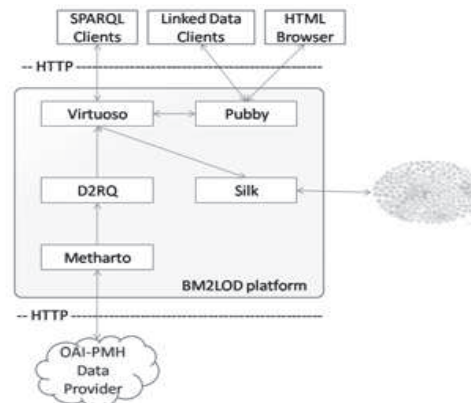 SPARQL
Clients
Linked Data
Clients
HTML
Browser
HTTP
Virtuoso
Pubby
D2RQ
Silk
Metharto
BM2LOD platform
HTTP
OAI-PMH
Data
Provider